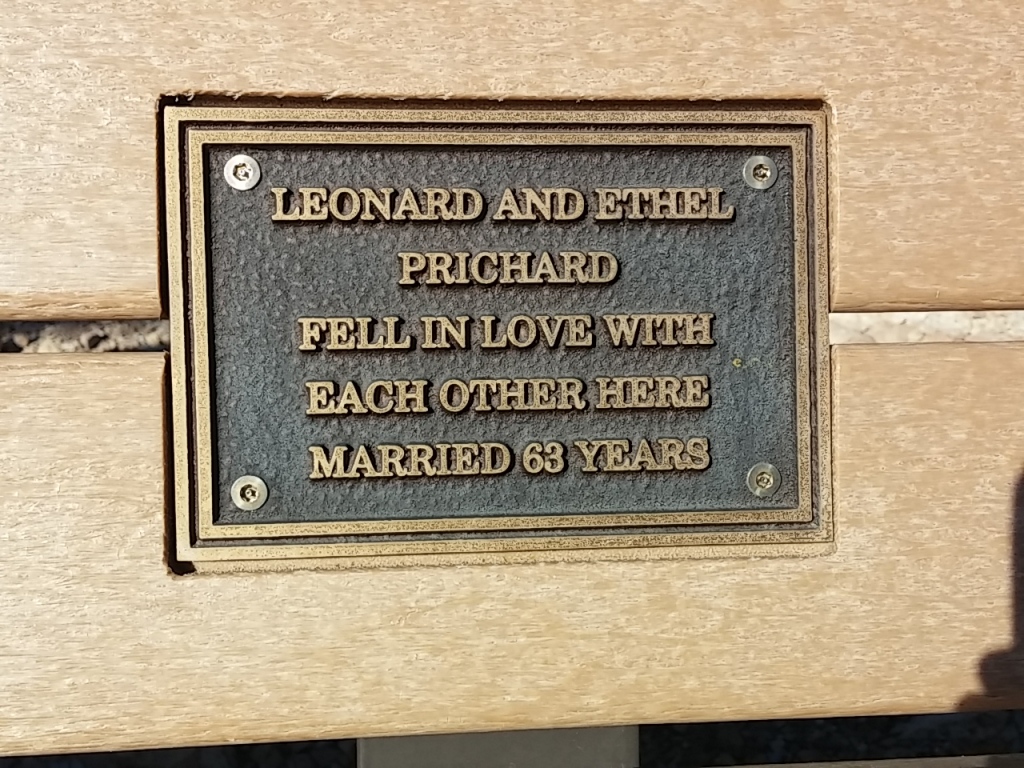 LEONARD AND ETHEL
PRICHARD
FELL IN LOVE WITH
EACH OTHER HERE
MARRIED 63 YEARS